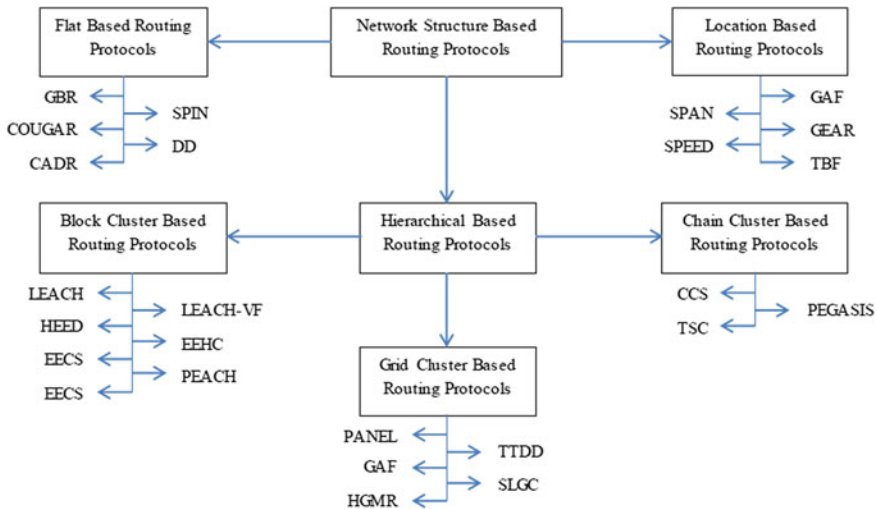 Flat Based Routing
Protocols
Network Structure Based
Routing Protocols
Location Based
Routing Protocols
GBR
SPIN
COUGAR
DD
CADR
GAF
SPAN
GEAR
SPEED
TBF
Block Cluster Based
Routing Protocols
Hierarchical Based
Routing Protocols
Chain Cluster Based
Routing Protocols
LEACH
LEACH-VF
HEED
EEHC
EECS
PEACH
EECS
CCS
PEGASIS
TSC
Grid Cluster Based
Routing Protocols
PANEL
TTDD
GAF
SLGC
HGMR